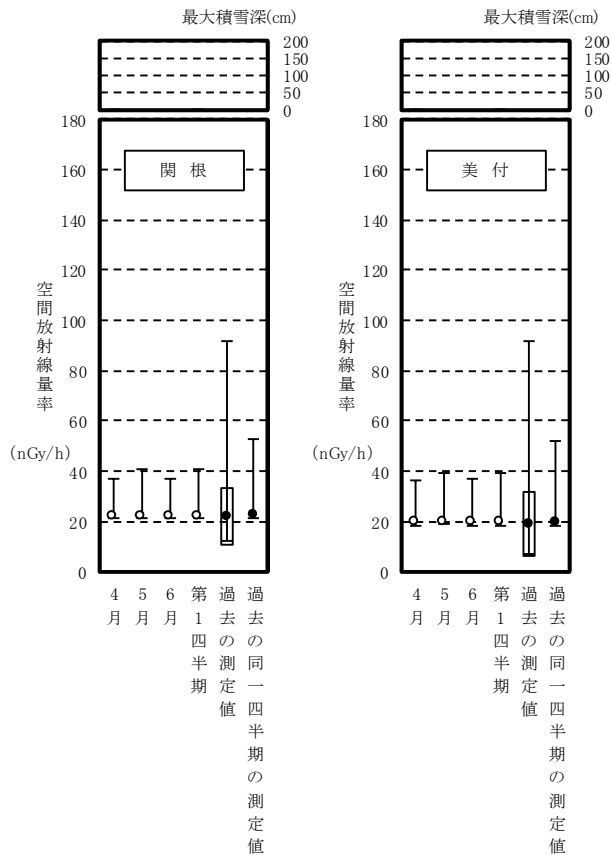 最大積雪深(cm)
200
150
100
50
0
180
160
140
120
100
80
60
40
20
0
関 根
空間放射線量率
(nGy/h)
4月
5月
6月
第1四半期
過去の測定値
過去の同一四半期の測定値
最大積雪深(cm)
200
150
100
50
0
180
160
140
120
100
80
60
40
20
0
美 付
空間放射線量率
(nGy/h)
4月
5月
6月
第1四半期
過去の測定値
過去の同一四半期の測定値